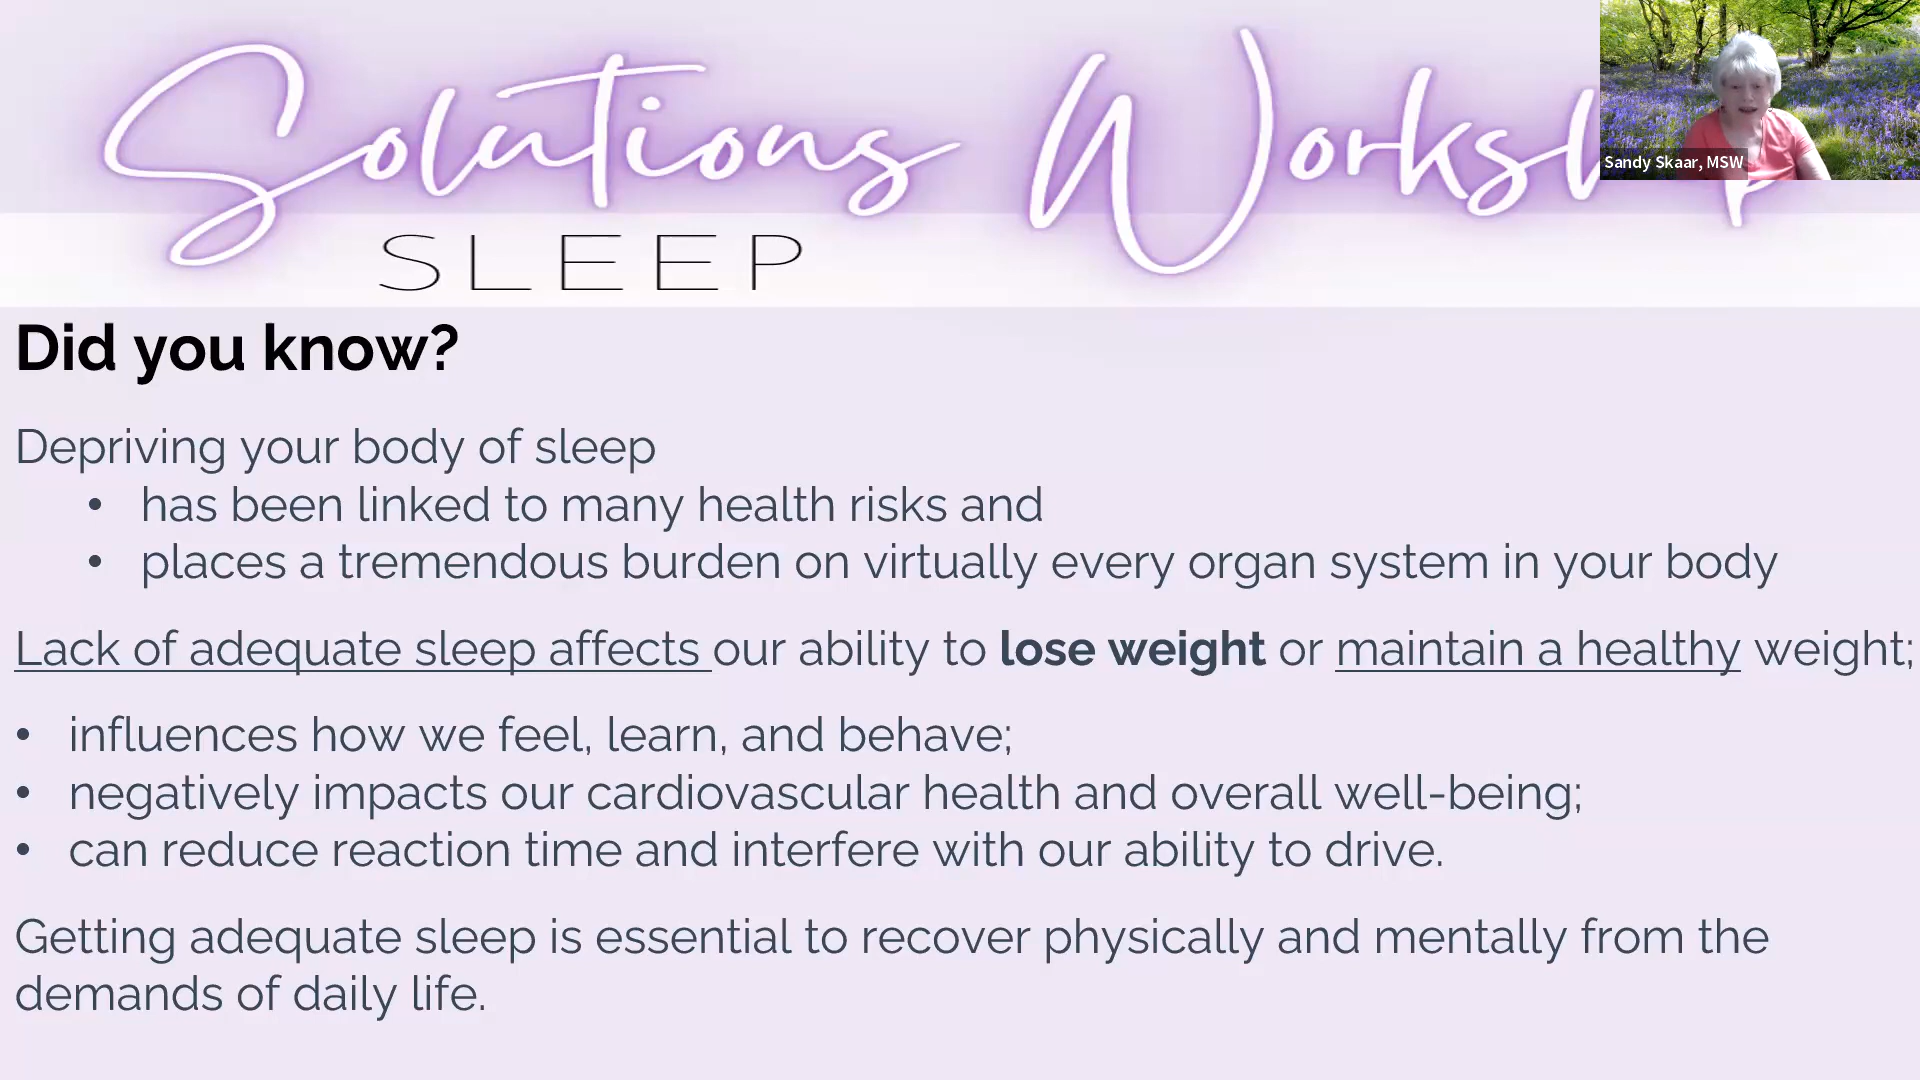 Solutions Worksh p
Sandy Skaar, MSW
SLEEP
Did you know?
Depriving your body of sleep
• has been linked to many health risks and
• places a tremendous burden on virtually every organ system in your body
Lack of adequate sleep affects our ability to lose weight or maintain a healthy weight;
• influences how we feel, learn, and behave;
• negatively impacts our cardiovascular health and overall well-being;
• can reduce reaction time and interfere with our ability to drive.
Getting adequate sleep is essential to recover physically and mentally from the
demands of daily life.